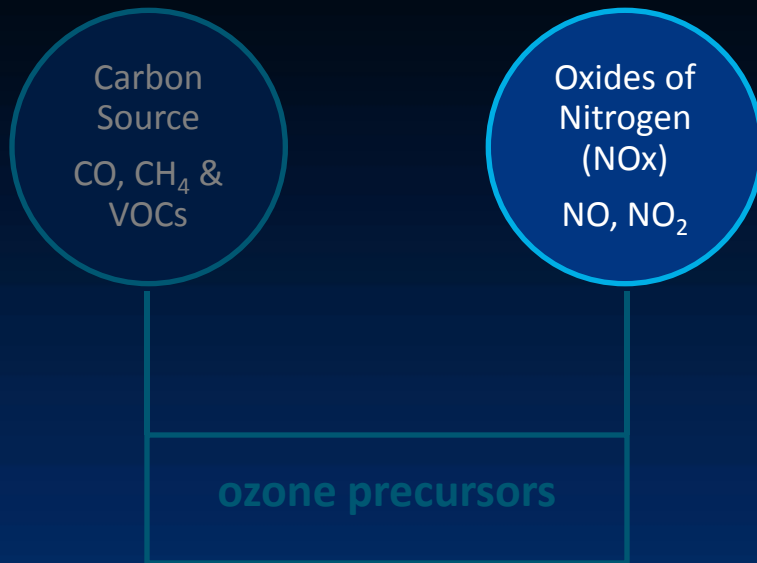 Carbon
Source
CO, CH₄ &
VOCs
Oxides of
Nitrogen
(NOx)
NO, NO₂
ozone precursors